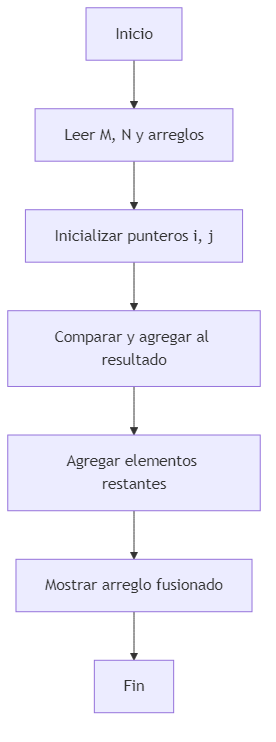 Inicio
Leer M, N y arreglos
Inicializar punteros i, j
Comparar y agregar al
resultado
Agregar elementos
restantes
Mostrar arreglo fusionado
Fin